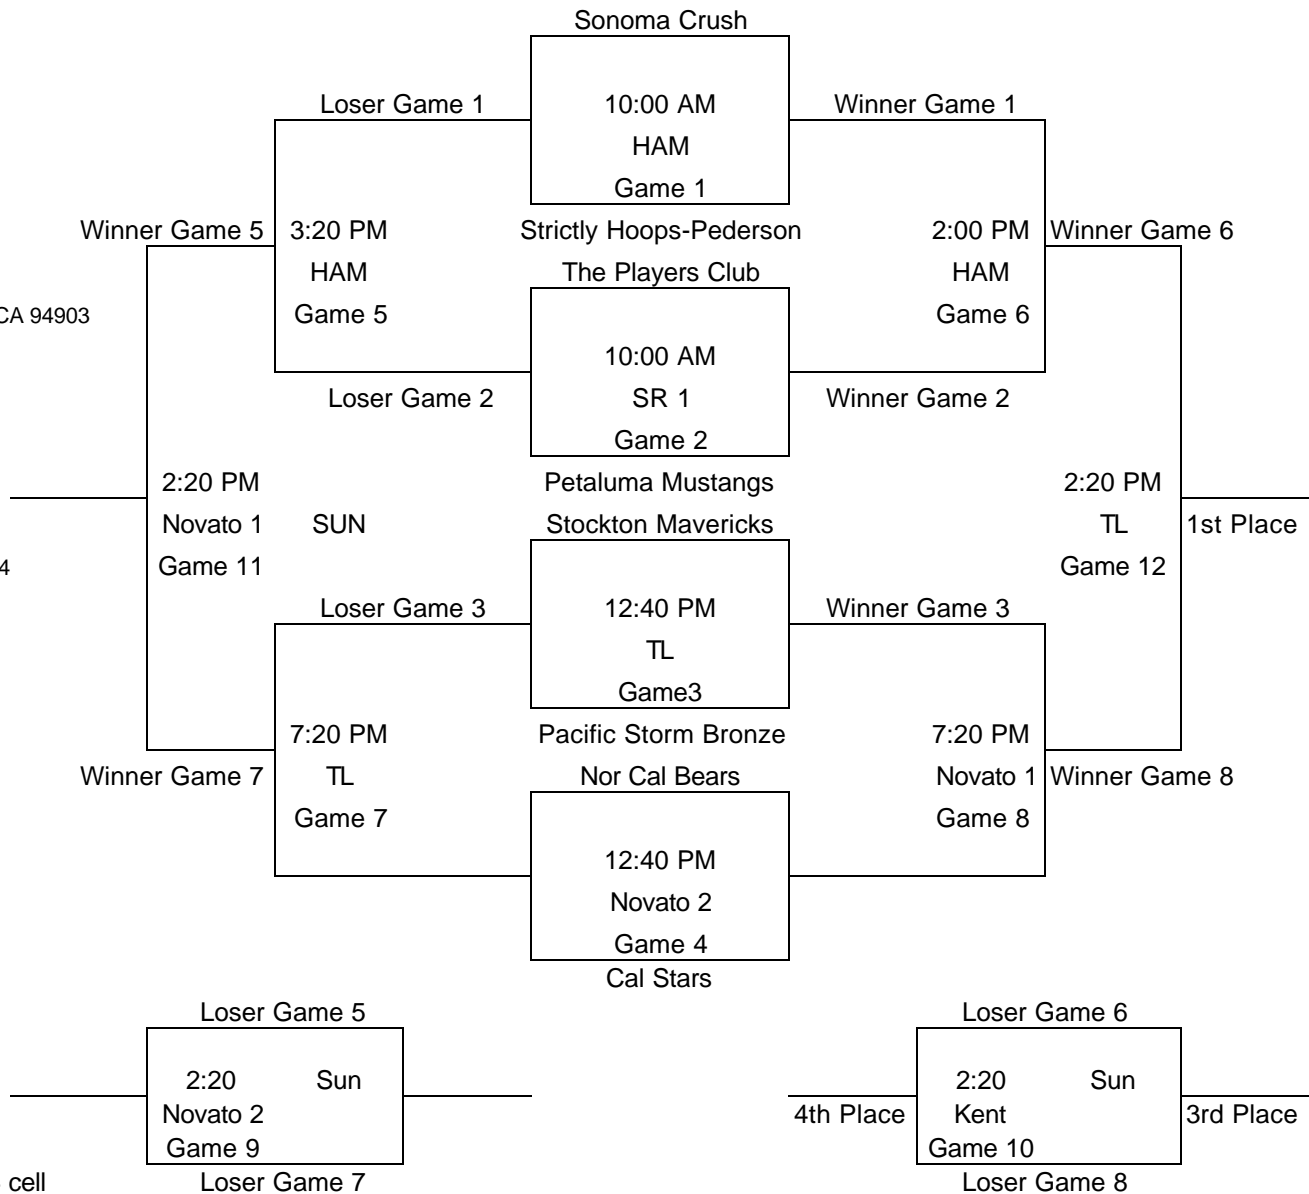 Sonoma Crush
Loser Game 1 10:00 AM Winner Game 1
HAM
Game 1
Winner Game 5 3:20 PM Strictly Hoops-Pederson 2:00 PM Winner Game 6
HAM The Players Club HAM
CA 94903 Game 5 Game 6
10:00 AM
Loser Game 2 SR 1 Winner Game 2
Game 2
2:20 PM Petaluma Mustangs 2:20 PM
Novato 1 SUN Stockton Mavericks TL 1st Place
4 Game 11 Game 12
Loser Game 3 12:40 PM Winner Game 3
TL
Game3
7:20 PM Pacific Storm Bronze 7:20 PM
Winner Game 7 TL Nor Cal Bears Novato 1 Winner Game 8
Game 7 Game 8
12:40 PM
Novato 2
Game 4
Cal Stars
Loser Game 5 Loser Game 6
2:20 Sun 2:20 Sun
Novato 2 4th Place Kent 3rd Place
Game 9 Game 10
cell Loser Game 7 Loser Game 8